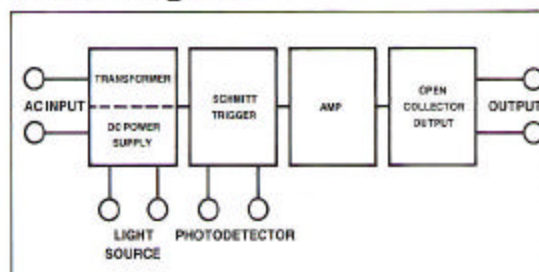 TRANSFORMER
DC POWER
SUPPLY
SCHMITT
TRIGGER
AMP
OPEN
COLLECTOR
OUTPUT
AC INPUT
OUTPUT
LIGHT
SOURCE
PHOTODETECTOR